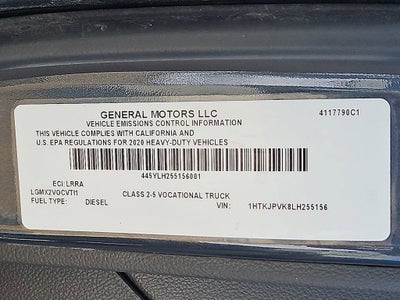 GENERAL MOTORS LLC
4117790C1
VEHICLE EMISSIONS CONTROL INFORMATION
THIS VEHICLE COMPLIES WITH CALIFORNIA AND
U.S. EPA REGULATIONS FOR 2020 HEAVY-DUTY VEHICLES
445YLH255156001
ECI: LRRA
LGMX2VOCVTH1
CLASS 2-5 VOCATIONAL TRUCK
FUEL TYPE: DIESEL
VIN: 1HTKJPVK8LH255156